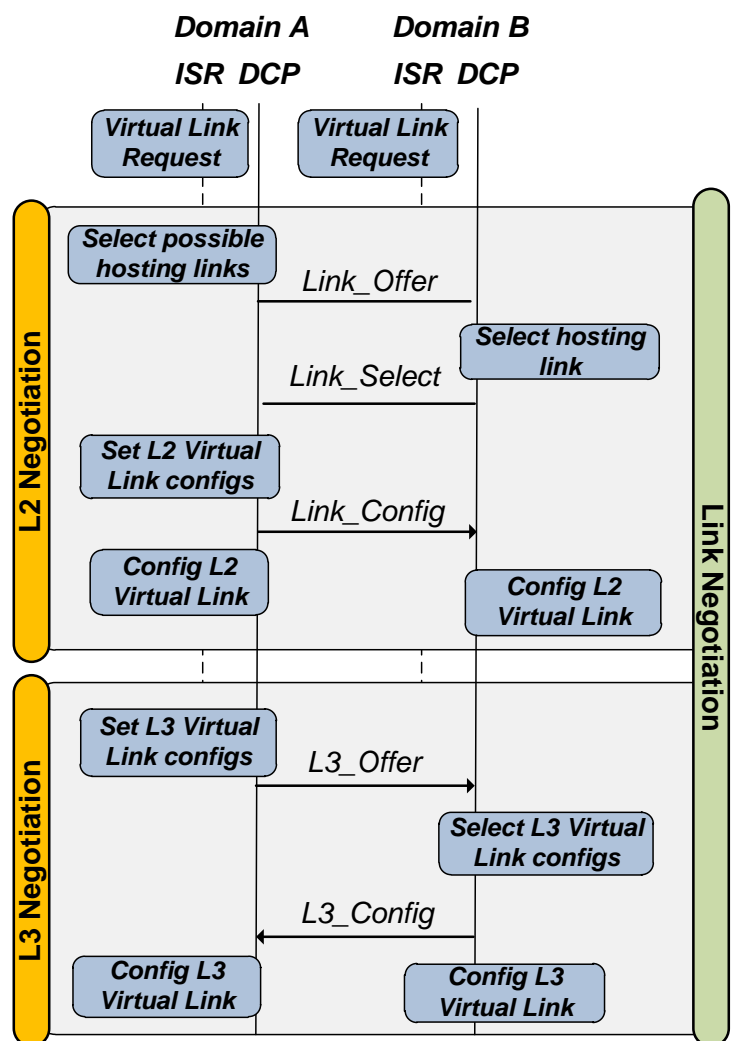 Domain A Domain B
ISR DCP ISR DCP
Virtual Link
Request
Virtual Link
Request
L2 Negotiation
Link Negotiation
Select possible
hosting links
Link_Offer
Select hosting
link
Link_Select
Set L2 Virtual
Link configs
Link_Config
Config L2
Virtual Link
Config L2
Virtual Link
L3 Negotiation
Set L3 Virtual
Link configs
L3_Offer
Select L3 Virtual
Link configs
L3_Config
Config L3
Virtual Link
Config L3
Virtual Link